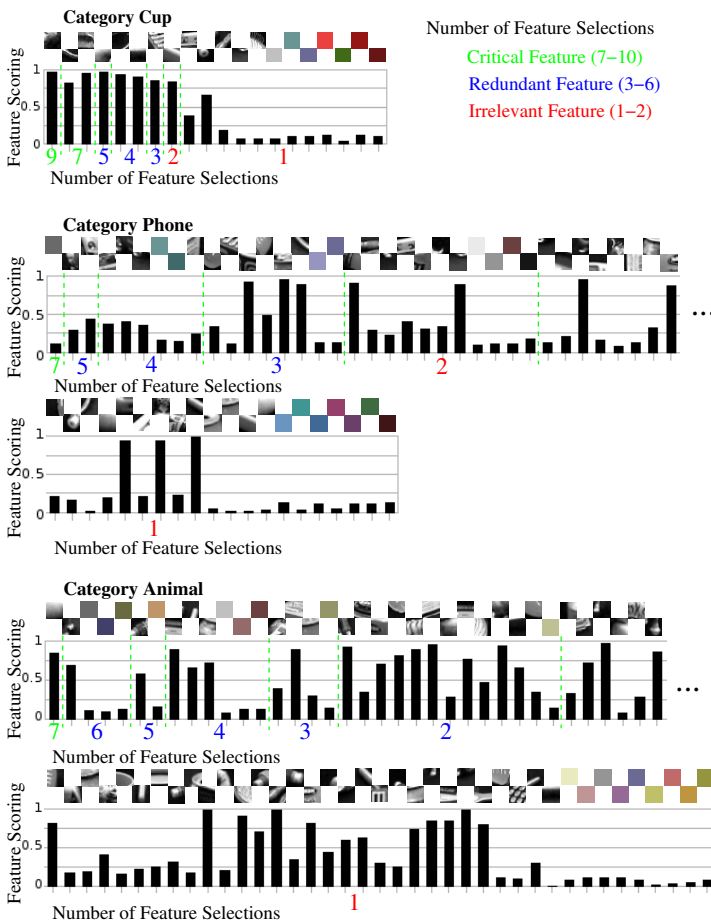 Category Cup
Number of Feature Selections
Critical Feature (7−10)
Redundant Feature (3−6)
Irrelevant Feature (1−2)
Feature Scoring
1
0.5
0
9 7 5 4 3 2 1
Number of Feature Selections
Category Phone
Feature Scoring
1
0.5
0
7 5 4 3 2
...
Number of Feature Selections
Feature Scoring
1
0.5
0
1
Number of Feature Selections
Category Animal
Feature Scoring
1
0.5
0
7 6 5 4 3 2
...
Number of Feature Selections
Feature Scoring
1
0.5
0
1
Number of Feature Selections